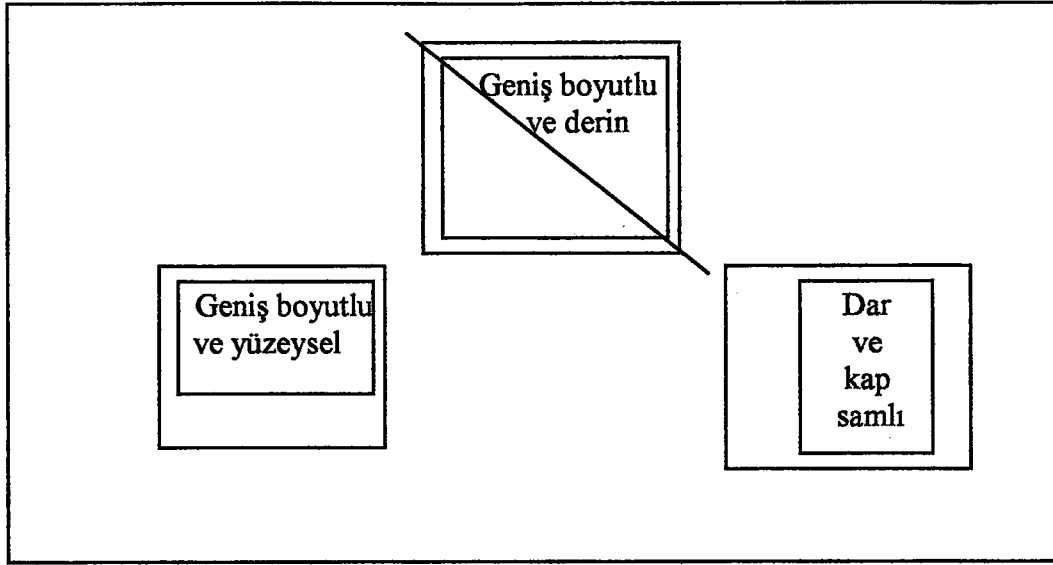 Geniş boyutlu
ve derin
Geniş boyutlu
ve yüzeysel
Dar
ve
kap
samlı